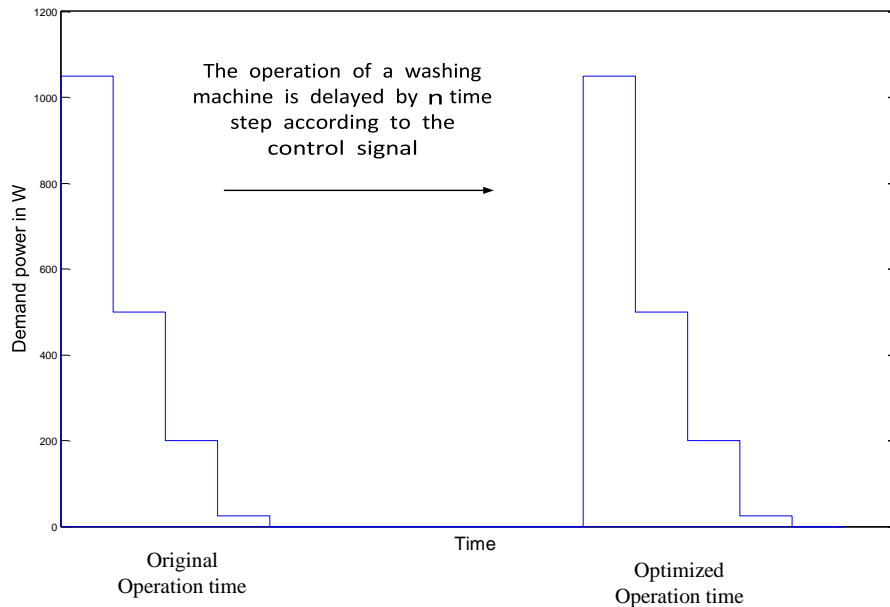 1200
1000
800
600
400
200
0
Demand power in W
The operation of a washing
machine is delayed by n time
step according to the
control signal
Time
Original
Operation time
Optimized
Operation time